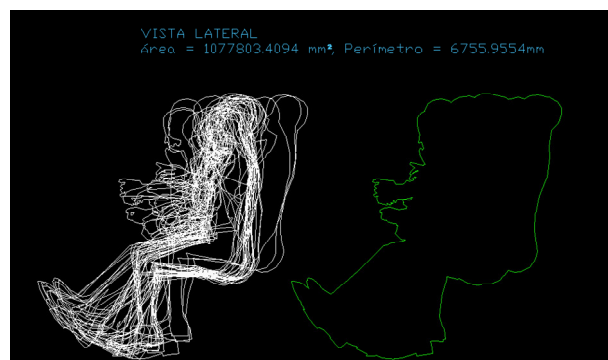 VISTA LATERAL
área = 1077803.4094 mm², Perímetro = 6755.9554mm